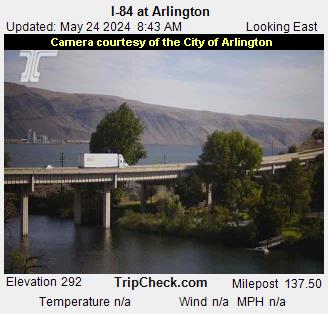 I-84 at Arlington
Updated: May 24 2024 8:43 AM Looking East
Camera courtesy of the City of Arlington
Elevation 292 TripCheck.com Milepost 137.50
Temperature n/a Wind n/a MPH n/a